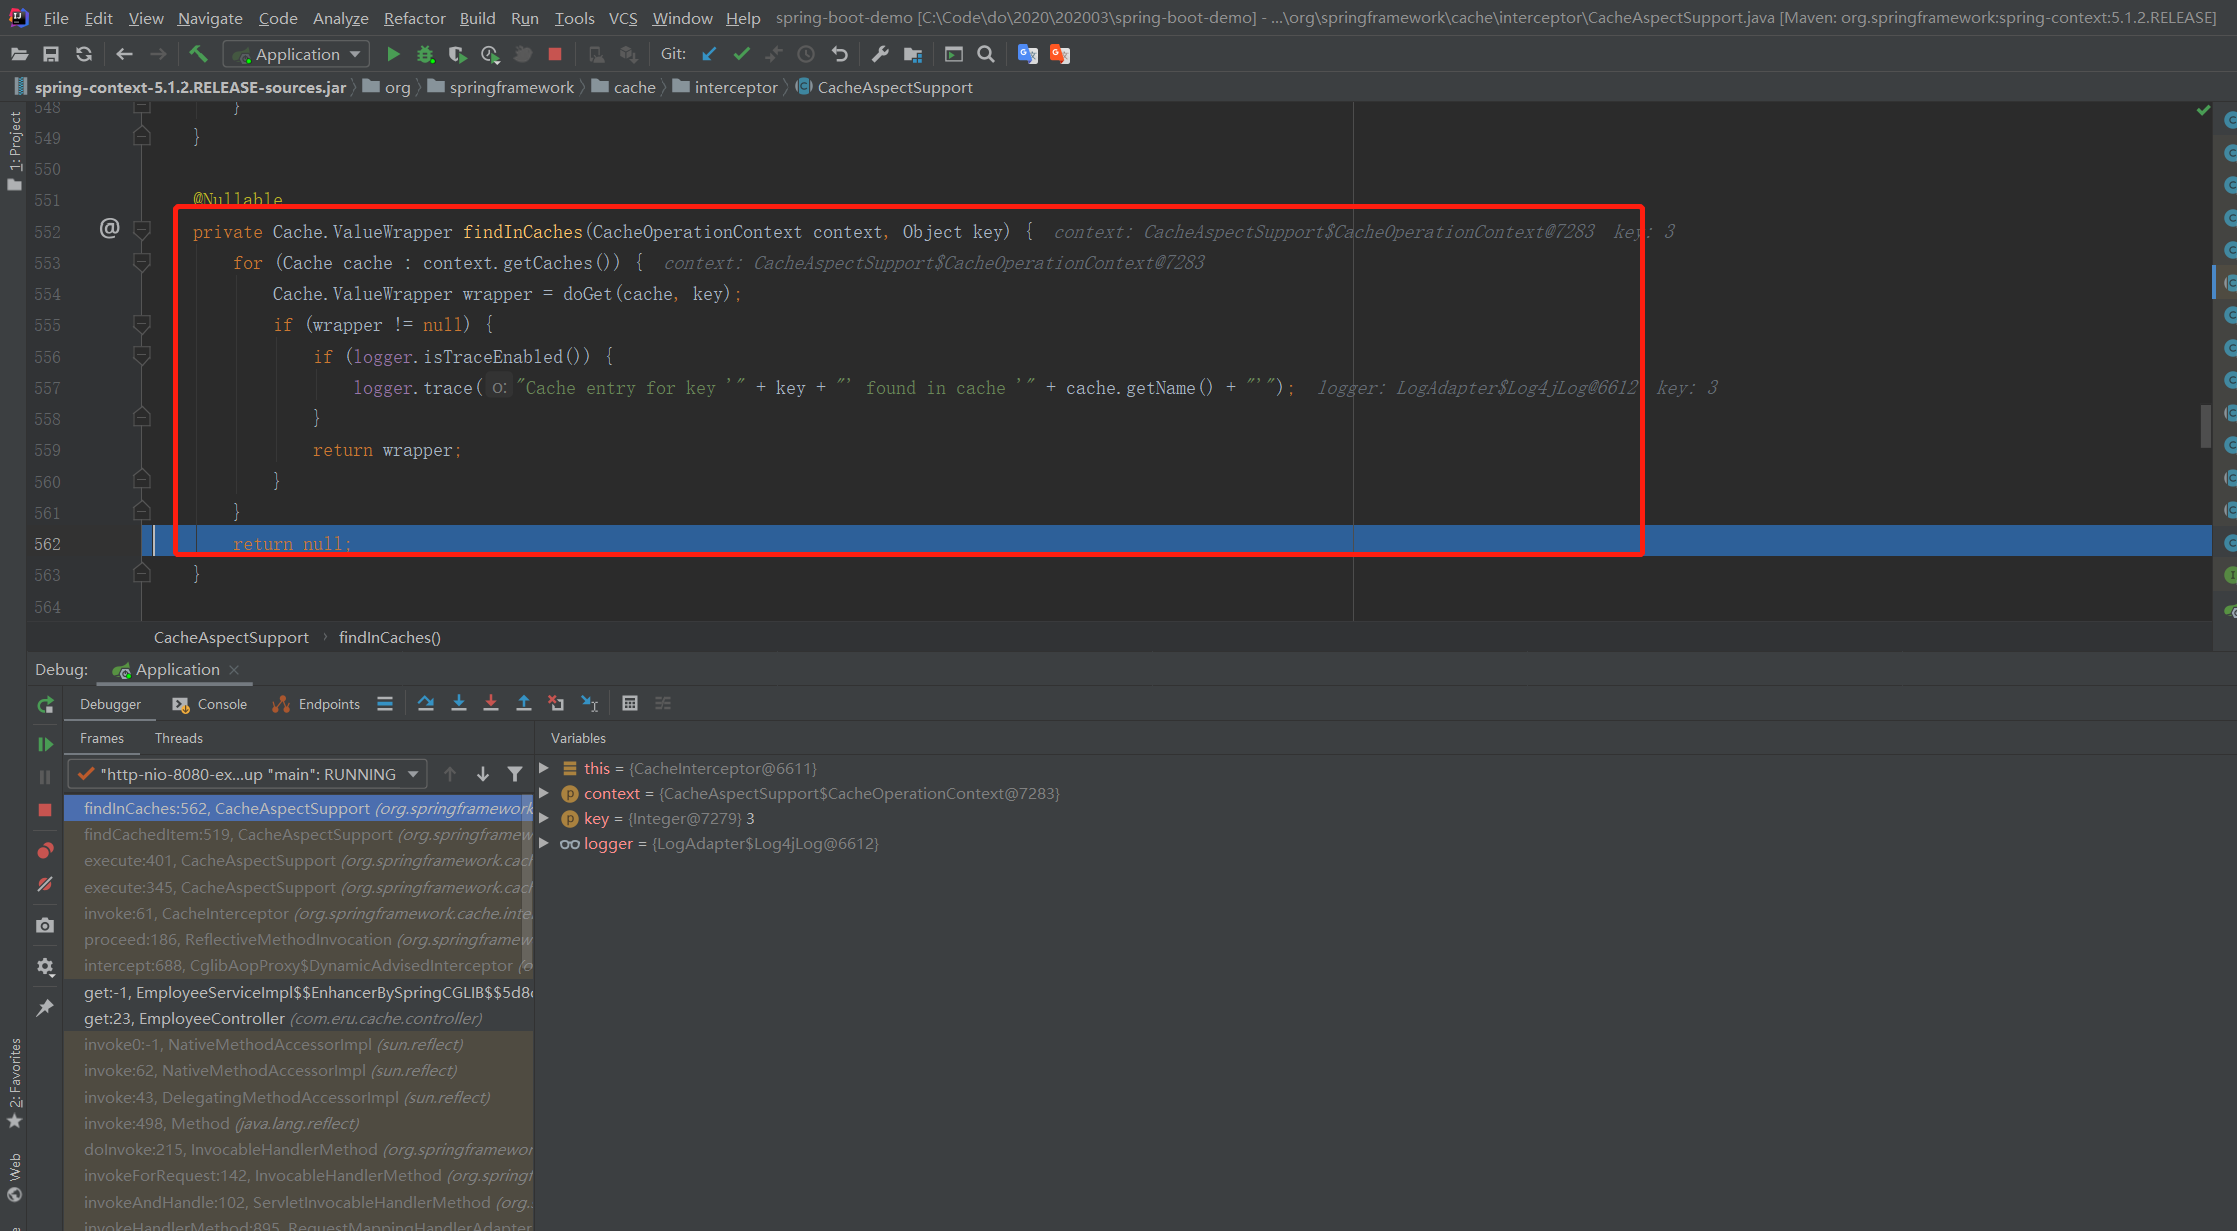 File Edit View Navigate Code Analyze Refactor Build Run Tools VCS Window Help spring-boot-demo [C:\Code\do\2020\202003\spring-boot-demo] - ...\org\springframework\cache\interceptor\CacheAspectSupport.java [Maven: org.springframework:spring-context:5.1.2.RELEASE]
Application Git:
spring-context-5.1.2.RELEASE-sources.jar org springframework cache interceptor CacheAspectSupport
1: Project
548 }
549 }
550
551 @Nullable
552 private Cache.ValueWrapper findInCaches(CacheOperationContext context, Object key) { context: CacheAspectSupport$CacheOperationContext@7283 key: 3
553 for (Cache cache : context.getCaches()) { context: CacheAspectSupport$CacheOperationContext@7283
554 Cache.ValueWrapper wrapper = doGet(cache, key);
555 if (wrapper != null) {
556 if (logger.isTraceEnabled()) {
557 logger.trace( o: "Cache entry for key '" + key + "' found in cache '" + cache.getName() + "'"); logger: LogAdapter$Log4jLog@6612 key: 3
558 }
559 return wrapper;
560 }
561 }
562 return null;
563 }
564
CacheAspectSupport › findInCaches()
Debug: Application
Debugger Console Endpoints
Frames Threads Variables
"http-nio-8080-ex...up "main": RUNNING
findInCaches:562, CacheAspectSupport (org.springframework
findCachedItem:519, CacheAspectSupport (org.springframew
execute:401, CacheAspectSupport (org.springframework.cach
execute:345, CacheAspectSupport (org.springframework.cach
invoke:61, CacheInterceptor (org.springframework.cache.inte
proceed:186, ReflectiveMethodInvocation (org.springframew
intercept:688, CglibAopProxy$DynamicAdvisedInterceptor (o
get:-1, EmployeeServiceImpl$$EnhancerBySpringCGLIB$$5d8
get:23, EmployeeController (com.eru.cache.controller)
invoke0:-1, NativeMethodAccessorImpl (sun.reflect)
invoke:62, NativeMethodAccessorImpl (sun.reflect)
invoke:43, DelegatingMethodAccessorImpl (sun.reflect)
invoke:498, Method (java.lang.reflect)
doInvoke:215, InvocableHandlerMethod (org.springframewor
invokeForRequest:142, InvocableHandlerMethod (org.springf
invokeAndHandle:102, ServletInvocableHandlerMethod (org.
invokeHandlerMethod:895, RequestMappingHandlerAdapter
this = {CacheInterceptor@6611}
context = {CacheAspectSupport$CacheOperationContext@7283}
key = {Integer@7279} 3
logger = {LogAdapter$Log4jLog@6612}
2: Favorites
Web